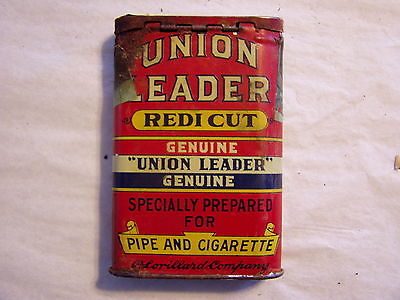 UNION
LEADER
REDI CUT
GENUINE
"UNION LEADER"
GENUINE
SPECIALLY PREPARED
FOR
PIPE AND CIGARETTE
P. Lorillard Company